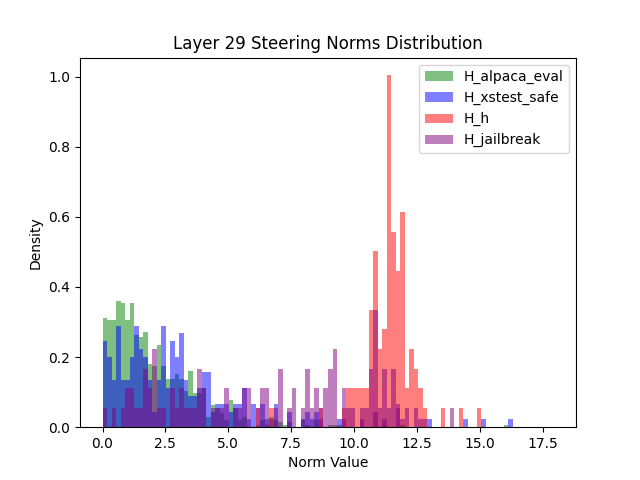 Layer 29 Steering Norms Distribution
H_alpaca_eval
H_xstest_safe
H_h
H_jailbreak
Density
1.0
0.8
0.6
0.4
0.2
0.0
0.0 2.5 5.0 7.5 10.0 12.5 15.0 17.5
Norm Value